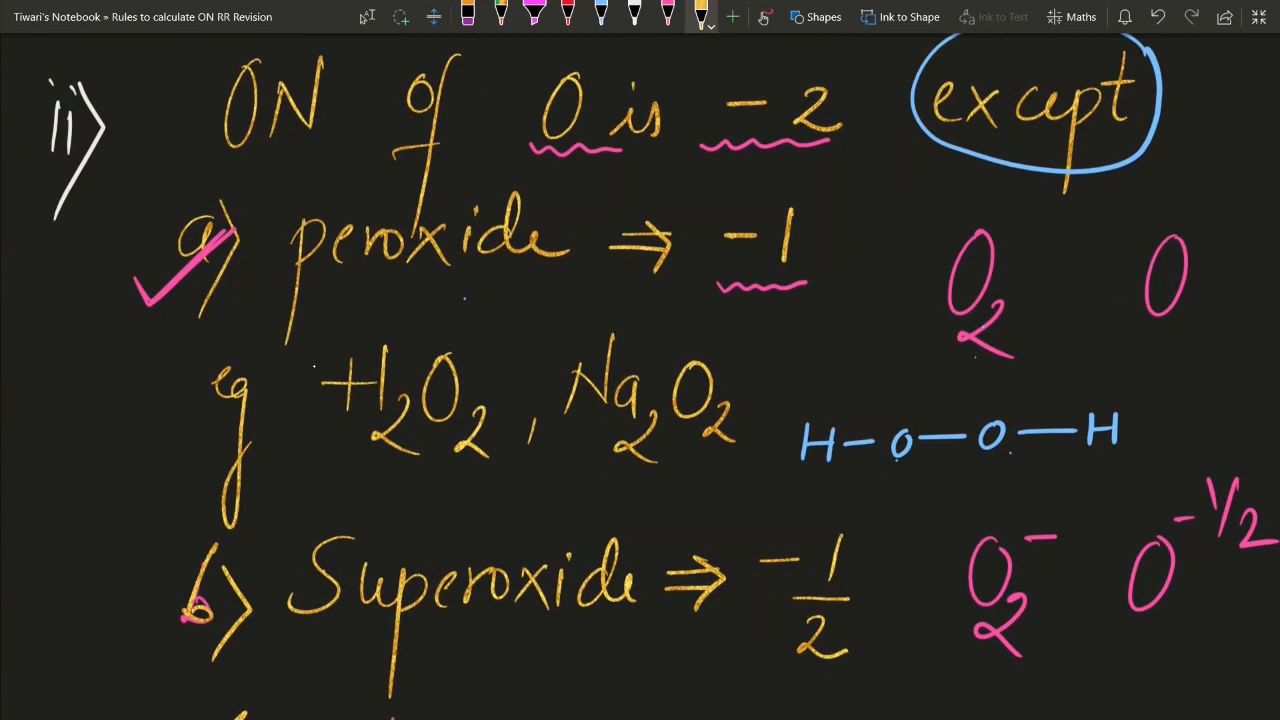 Tiwari's Notebook » Rules to calculate ON RR Revision
Shapes Ink to Shape Ink to Text Maths
ii) ON of O is -2 except
a) peroxide ⇒ -1 O₂ O
eg H₂O₂, Na₂O₂
H-O-O-H
b) Superoxide ⇒ -1/2 O₂⁻ O⁻¹/²